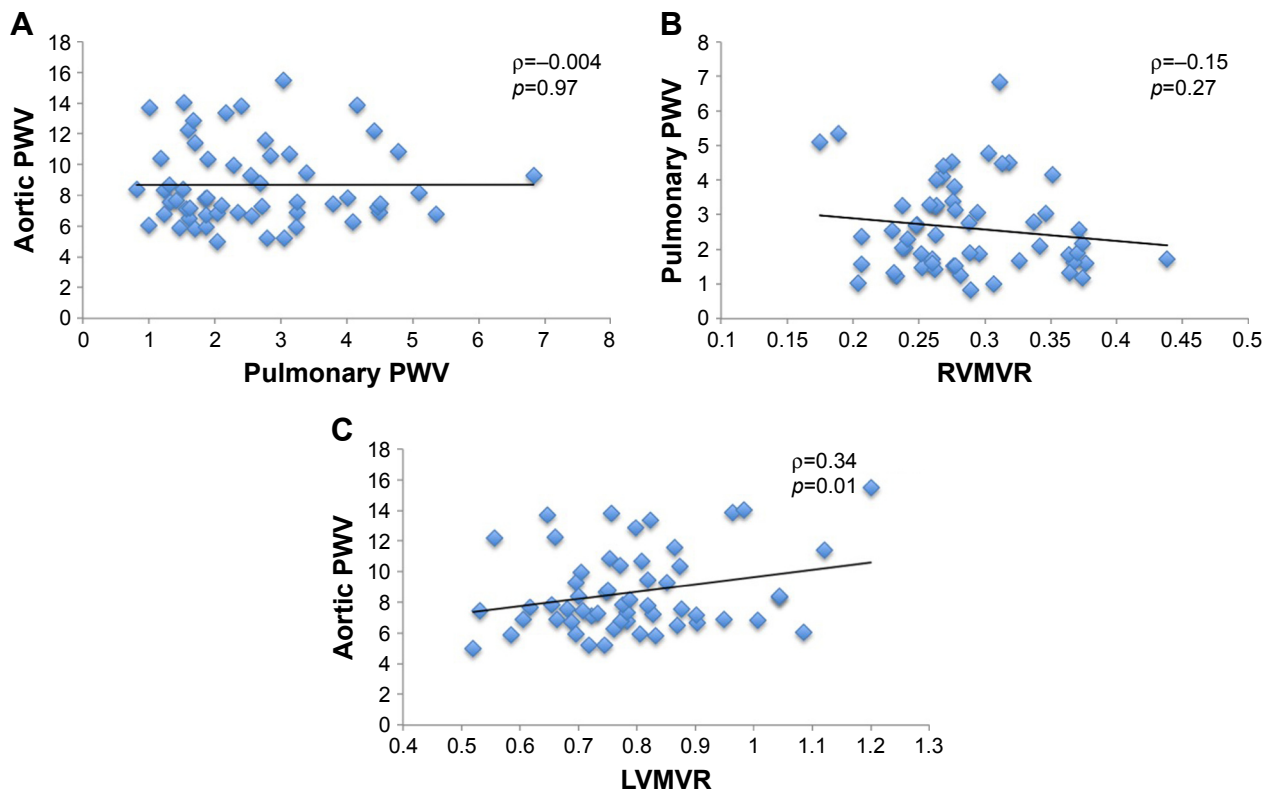 A
18
16
14
12
10
8
6
4
2
0
Aortic PWV
ρ=–0.004
p=0.97
0 1 2 3 4 5 6 7 8
Pulmonary PWV
B
8
7
6
5
4
3
2
1
0
Pulmonary PWV
ρ=–0.15
p=0.27
0.1 0.15 0.2 0.25 0.3 0.35 0.4 0.45 0.5
RVMVR
C
18
16
14
12
10
8
6
4
2
0
Aortic PWV
ρ=0.34
p=0.01
0.4 0.5 0.6 0.7 0.8 0.9 1 1.1 1.2 1.3
LVMVR